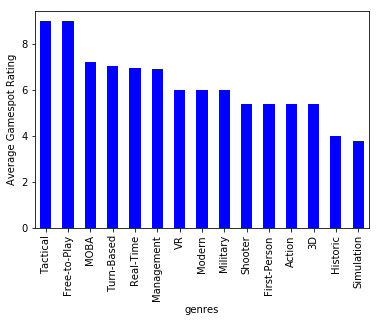 Average Gamespot Rating
8
6
4
2
0
Tactical
Free-to-Play
MOBA
Turn-Based
Real-Time
Management
VR
Modern
Military
Shooter
First-Person
Action
3D
Historic
Simulation
genres